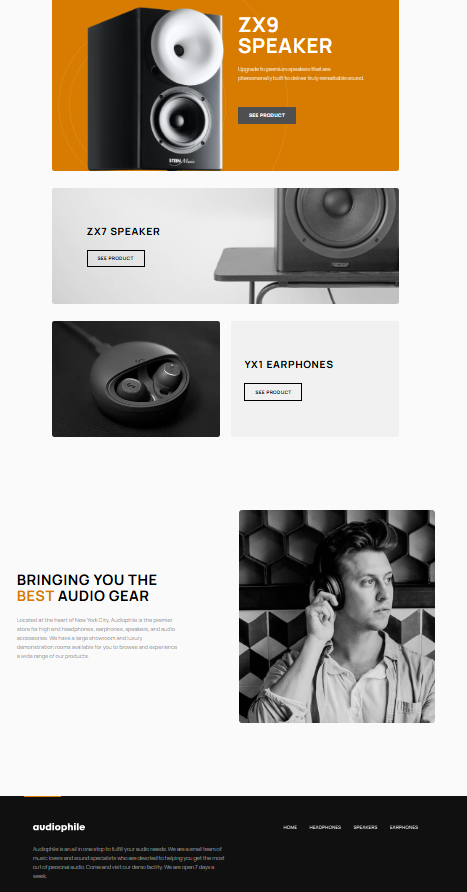 ZX9
SPEAKER
Upgrade to premium speakers that are
phenomenally built to deliver truly remarkable sound.
SEE PRODUCT
ZX7 SPEAKER
SEE PRODUCT
YX1 EARPHONES
SEE PRODUCT
BRINGING YOU THE
BEST AUDIO GEAR
Located at the heart of New York City, Audiophile is the premier
store for high end headphones, earphones, speakers, and audio
accessories. We have a large showroom and luxury
demonstration rooms available for you to browse and experience
a wide range of our products.
audiophile
HOME HEADPHONES SPEAKERS EARPHONES
Audiophile is an all in one stop to fulfill your audio needs. We're a small team of
music lovers and sound specialists who are devoted to helping you get the most
out of personal audio. Come and visit our demo facility. We are open 7 days a
week.